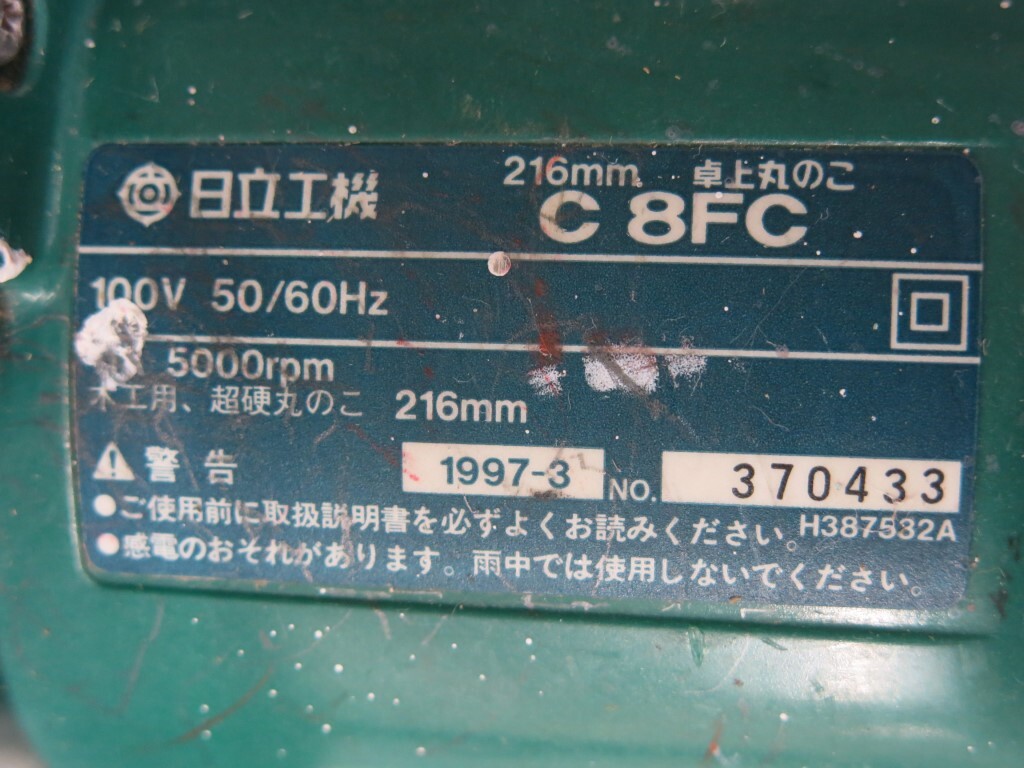 日立工機
216mm 卓上丸のこ
C 8FC
100V 50/60Hz
5000rpm
木工用、超硬丸のこ 216mm
警告 1997-3 NO. 370433
●ご使用前に取扱説明書を必ずよくお読みください。 H387532A
●感電のおそれがあります。雨中では使用しないでください。